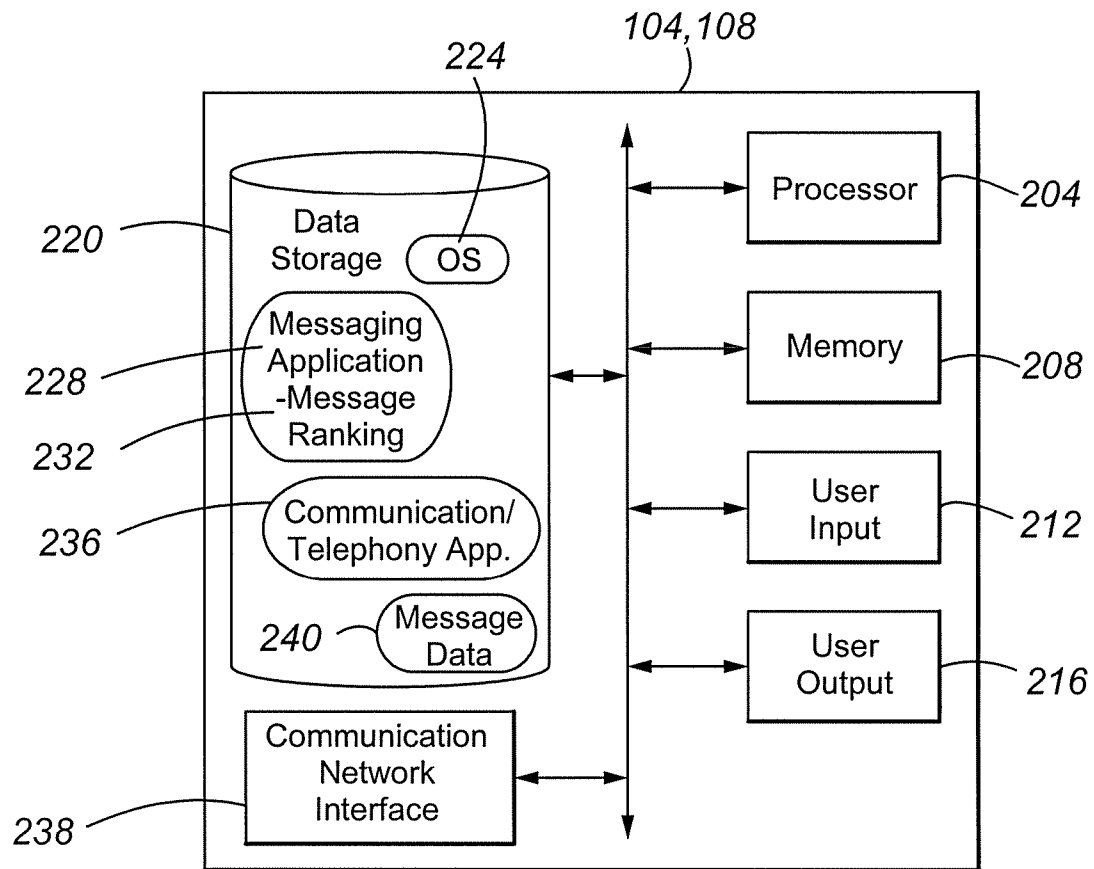 104,108
224
Data
Storage
OS
220
Messaging
Application
-Message
Ranking
228
232
Communication/
Telephony App.
236
Message
Data
240
Communication
Network
Interface
238
Processor
204
Memory
208
User
Input
212
User
Output
216